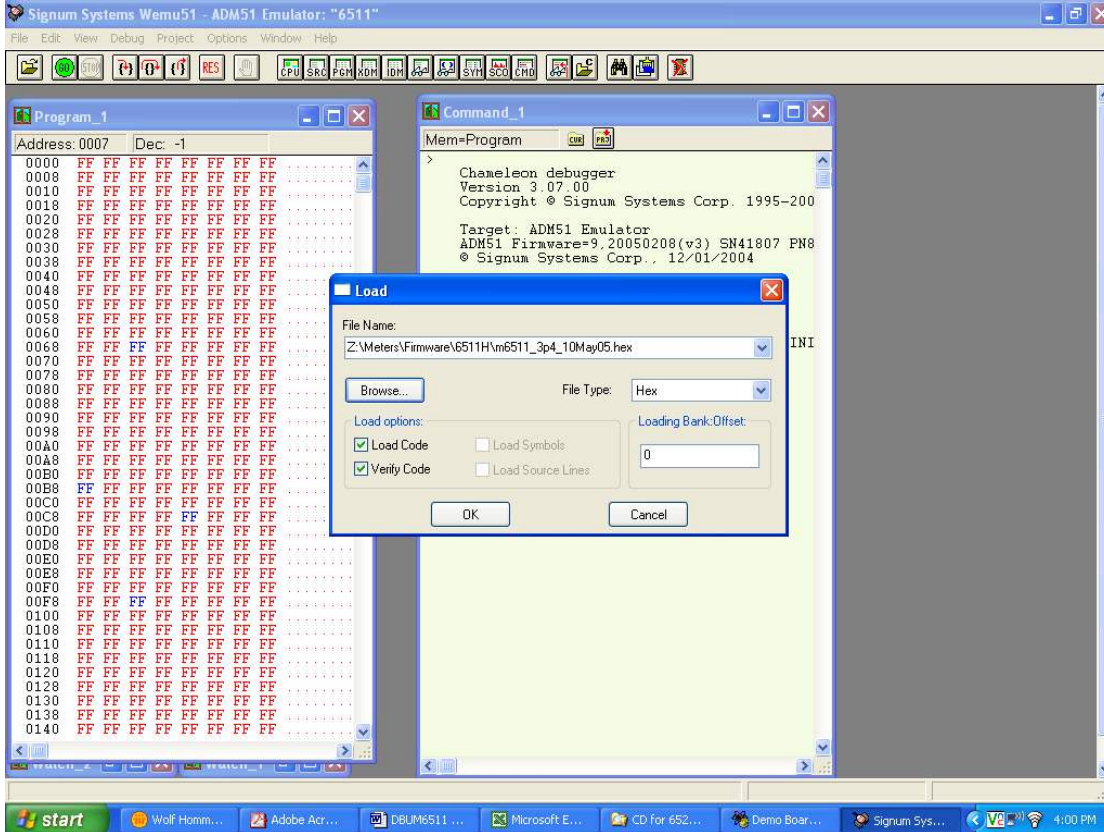 Signum Systems Wemu51 - ADM51 Emulator: "6511"
File Edit View Debug Project Options Window Help
GO STOP RES CPU SRC PGM XDM IDM SYM SCO CMD
Program_1
Address: 0007 Dec: -1
0000 FF FF FF FF FF FF FF FF ........
0008 FF FF FF FF FF FF FF FF ........
0010 FF FF FF FF FF FF FF FF ........
0018 FF FF FF FF FF FF FF FF ........
0020 FF FF FF FF FF FF FF FF ........
0028 FF FF FF FF FF FF FF FF ........
0030 FF FF FF FF FF FF FF FF ........
0038 FF FF FF FF FF FF FF FF ........
0040 FF FF FF FF FF FF FF FF
0048 FF FF FF FF FF FF FF FF
0050 FF FF FF FF FF FF FF FF
0058 FF FF FF FF FF FF FF FF
0060 FF FF FF FF FF FF FF FF
0068 FF FF FF FF FF FF FF FF
0070 FF FF FF FF FF FF FF FF
0078 FF FF FF FF FF FF FF FF
0080 FF FF FF FF FF FF FF FF
0088 FF FF FF FF FF FF FF FF
0090 FF FF FF FF FF FF FF FF
0098 FF FF FF FF FF FF FF FF
00A0 FF FF FF FF FF FF FF FF
00A8 FF FF FF FF FF FF FF FF
00B0 FF FF FF FF FF FF FF FF
00B8 FF FF FF FF FF FF FF FF
00C0 FF FF FF FF FF FF FF FF
00C8 FF FF FF FF FF FF FF FF
00D0 FF FF FF FF FF FF FF FF
00D8 FF FF FF FF FF FF FF FF ........
00E0 FF FF FF FF FF FF FF FF ........
00E8 FF FF FF FF FF FF FF FF ........
00F0 FF FF FF FF FF FF FF FF ........
00F8 FF FF FF FF FF FF FF FF ........
0100 FF FF FF FF FF FF FF FF ........
0108 FF FF FF FF FF FF FF FF ........
0110 FF FF FF FF FF FF FF FF ........
0118 FF FF FF FF FF FF FF FF ........
0120 FF FF FF FF FF FF FF FF ........
0128 FF FF FF FF FF FF FF FF ........
0130 FF FF FF FF FF FF FF FF ........
0138 FF FF FF FF FF FF FF FF ........
0140 FF FF FF FF FF FF FF FF ........
Watch_2 Watch_1
Command_1
Mem=Program CUR PRJ
>
Chameleon debugger
Version 3.07.00
Copyright © Signum Systems Corp. 1995-200
Target: ADM51 Emulator
ADM51 Firmware=9,20050208(v3) SN41807 PN8
© Signum Systems Corp., 12/01/2004
INI
Load
File Name:
Z:\Meters\Firmware\6511H\m6511_3p4_10May05.hex
Browse... File Type: Hex
Load options: Loading Bank:Offset:
Load Code Load Symbols 0
Verify Code Load Source Lines
OK Cancel
start Wolf Homm... Adobe Acr... DBUM6511 ... Microsoft E... CD for 652... Demo Boar... Signum Sys... V2 4:00 PM